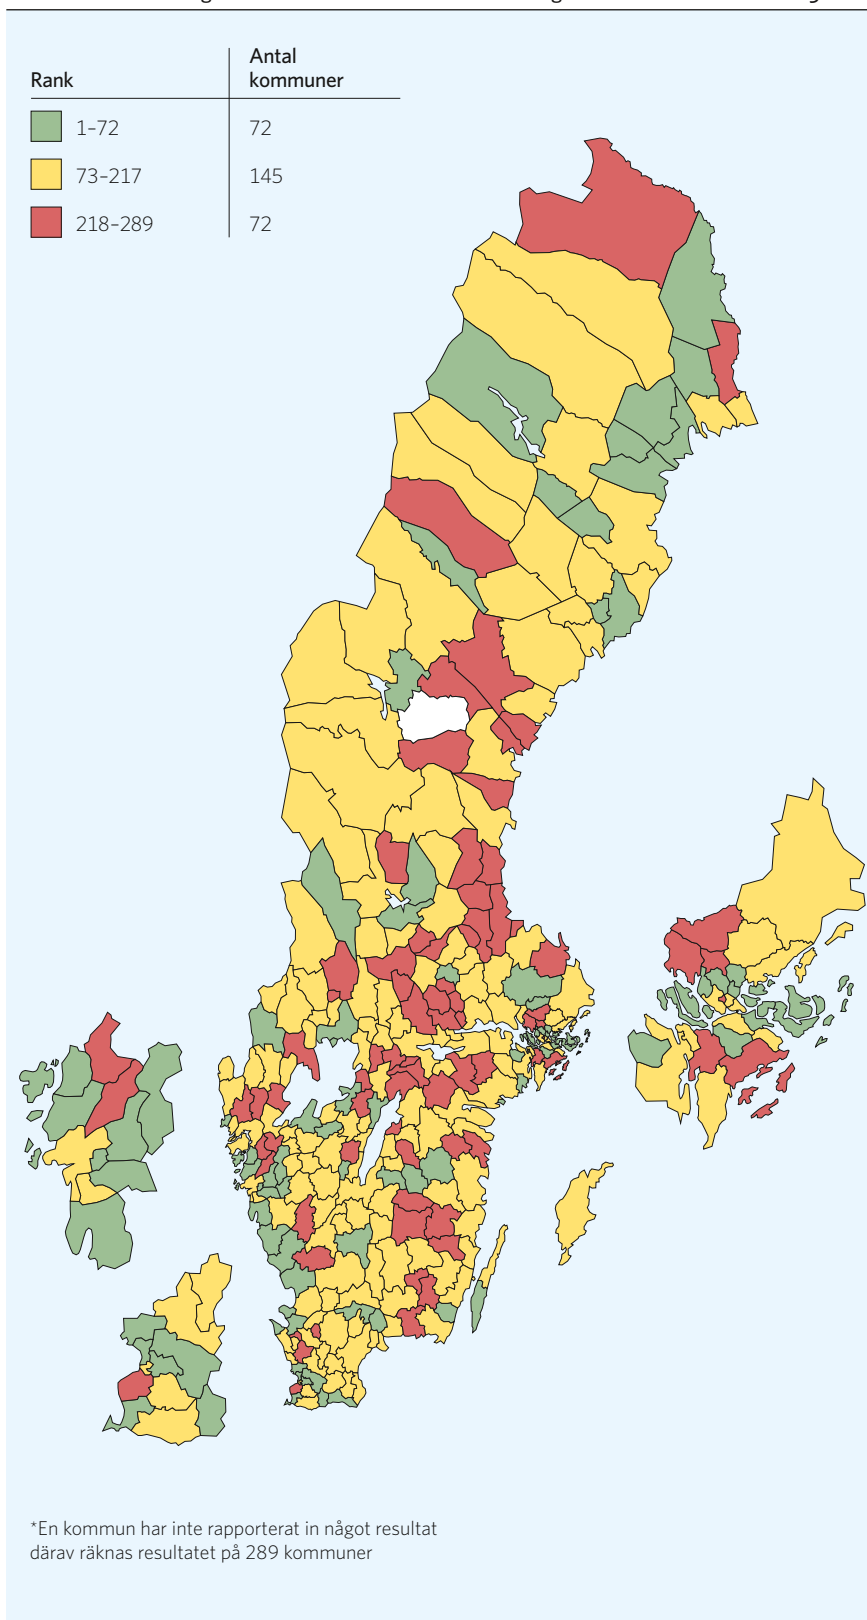 Rank
Antal
kommuner
1–72 72
73–217 145
218–289 72
*En kommun har inte rapporterat in något resultat
därav räknas resultatet på 289 kommuner